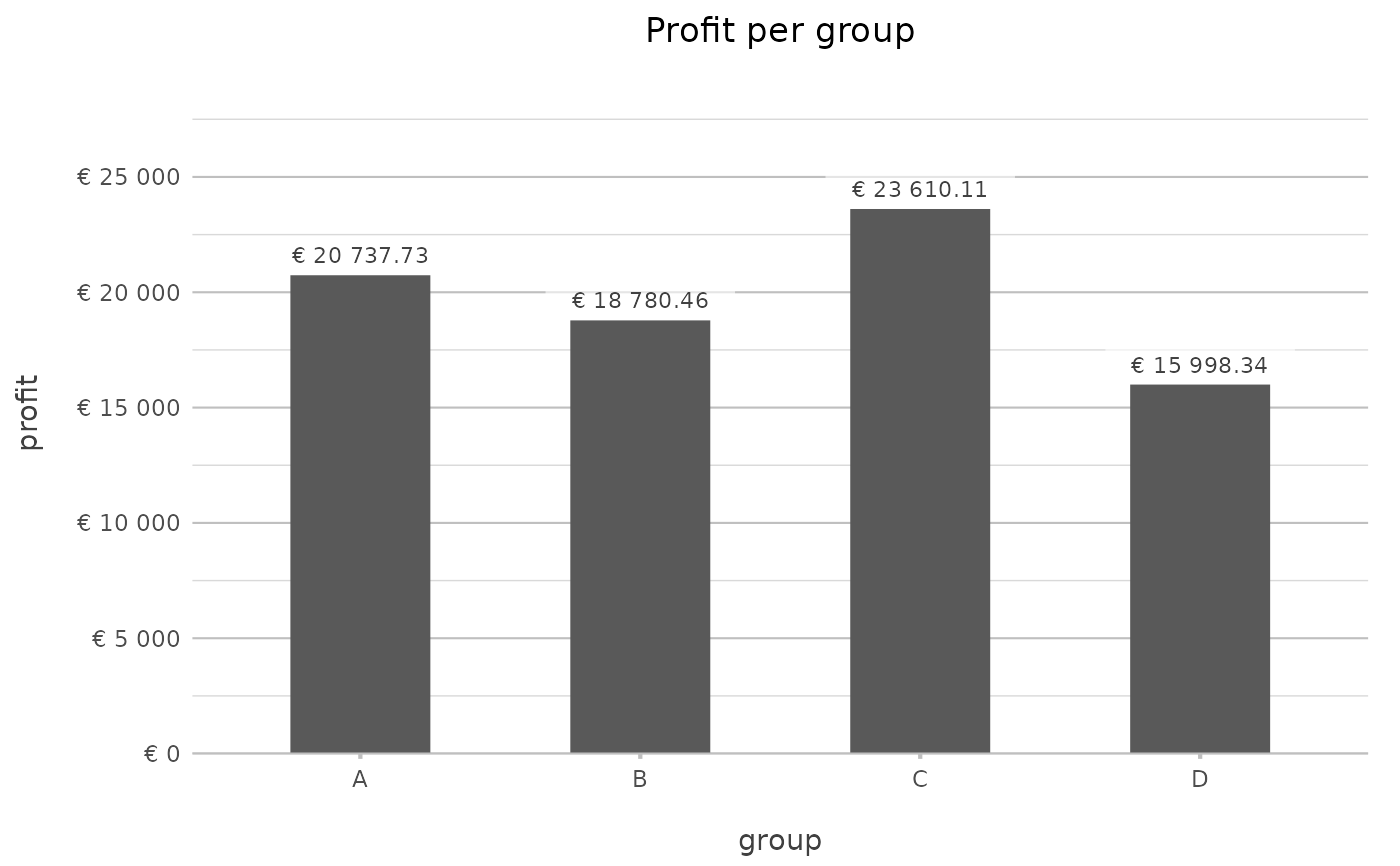 Profit per group
€ 25 000
€ 23 610.11
€ 20 737.73
€ 20 000
€ 18 780.46
€ 15 998.34
€ 15 000
profit
€ 10 000
€ 5 000
€ 0
A B C D
group